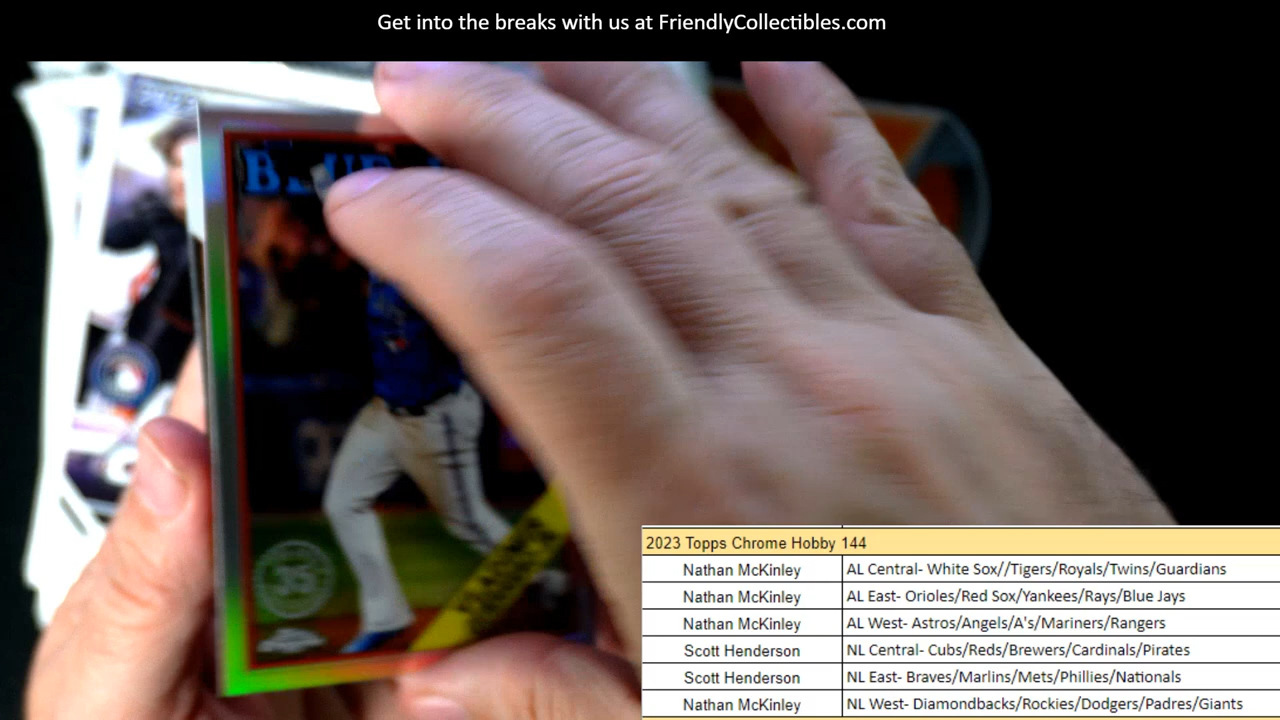 Get into the breaks with us at FriendlyCollectibles.com
BLUE
35
2023 Topps Chrome Hobby 144
Nathan McKinley AL Central- White Sox//Tigers/Royals/Twins/Guardians
Nathan McKinley AL East- Orioles/Red Sox/Yankees/Rays/Blue Jays
Nathan McKinley AL West- Astros/Angels/A's/Mariners/Rangers
Scott Henderson NL Central- Cubs/Reds/Brewers/Cardinals/Pirates
Scott Henderson NL East- Braves/Marlins/Mets/Phillies/Nationals
Nathan McKinley NL West- Diamondbacks/Rockies/Dodgers/Padres/Giants